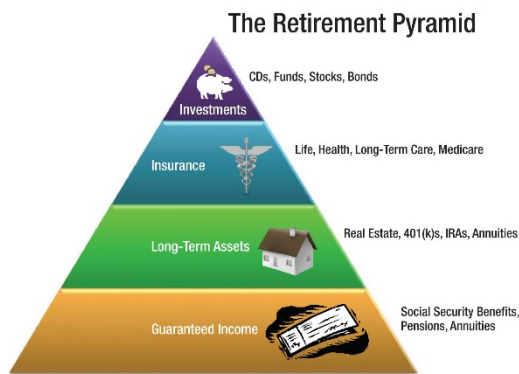 The Retirement Pyramid
CDs, Funds, Stocks, Bonds
Investments
Life, Health, Long-Term Care, Medicare
Insurance
Real Estate, 401(k)s, IRAs, Annuities
Long-Term Assets
Social Security Benefits,
Pensions, Annuities
Guaranteed Income